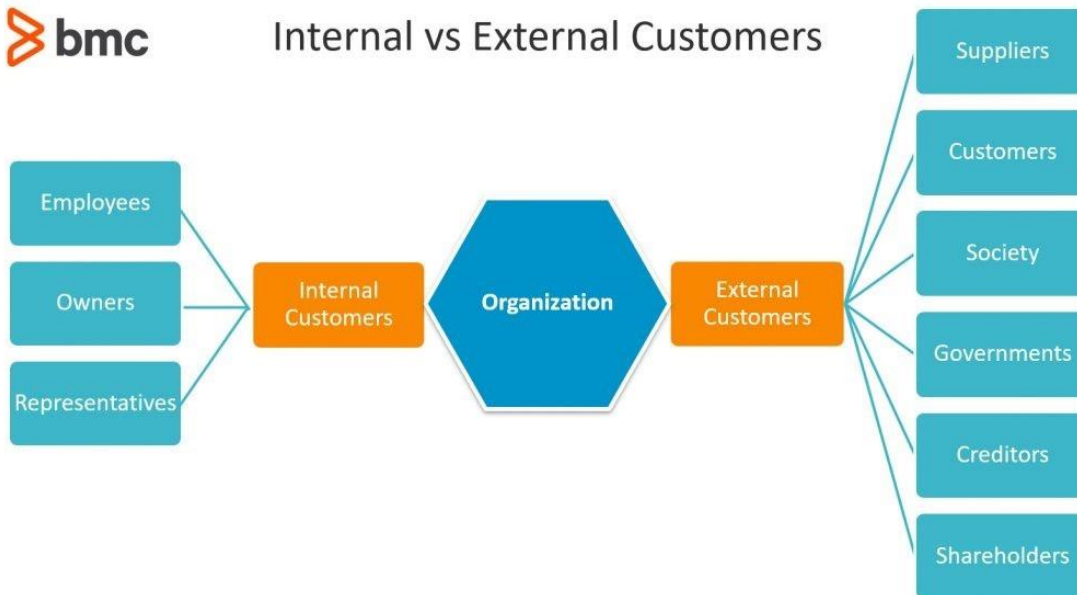 bmc
Internal vs External Customers
Employees
Owners
Representatives
Internal
Customers
Organization
External
Customers
Suppliers
Customers
Society
Governments
Creditors
Shareholders